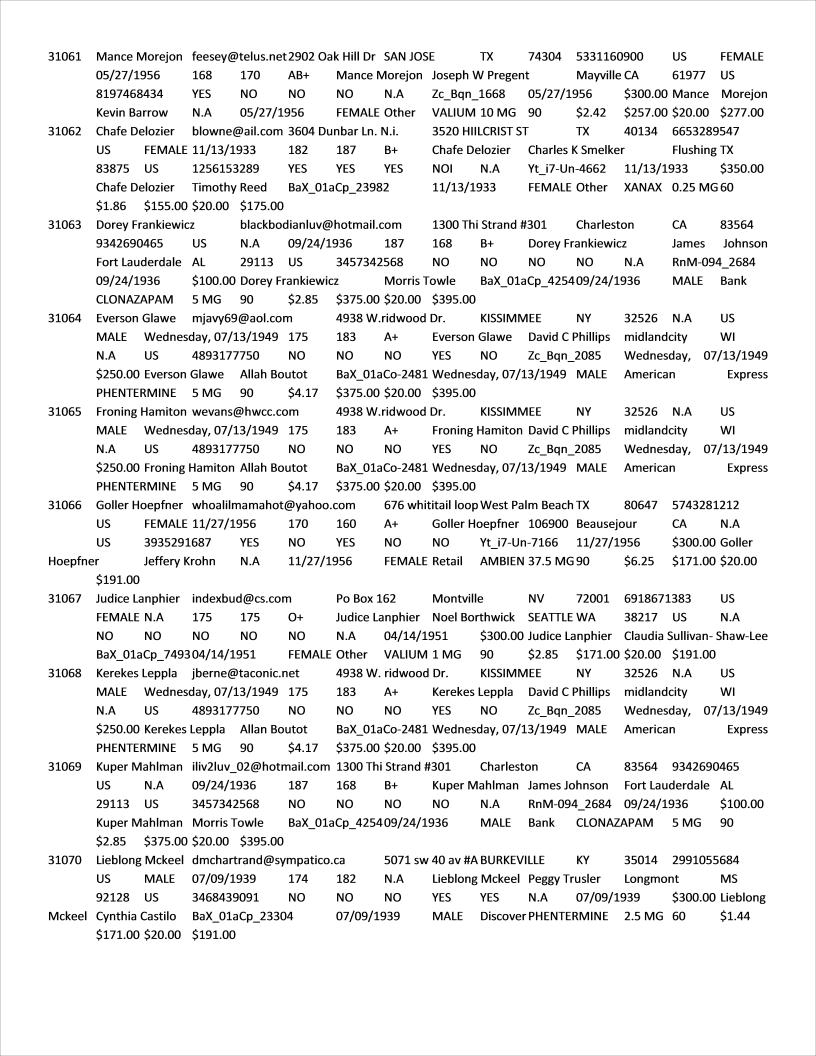 31061 Mance Morejon feesey@telus.net 2902 Oak Hill Dr SAN JOSE TX 74304 5331160900 US FEMALE
05/27/1956 168 170 AB+ Mance Morejon Joseph W Pregent Mayville CA 61977 US
8197468434 YES NO NO NO N.A Zc_Bqn_1668 05/27/1956 $300.00 Mance Morejon
Kevin Barrow N.A 05/27/1956 FEMALE Other VALIUM 10 MG 90 $2.42 $257.00 $20.00 $277.00
31062 Chafe Delozier blowne@ail.com 3604 Dunbar Ln. N.i. 3520 HIILCRIST ST TX 40134 6653289547
US FEMALE 11/13/1933 182 187 B+ Chafe Delozier Charles K Smelker Flushing TX
83875 US 1256153289 YES YES YES NOI N.A Yt_i7-Un-4662 11/13/1933 $350.00
Chafe Delozier Timothy Reed BaX_01aCp_23982 11/13/1933 FEMALE Other XANAX 0.25 MG 60
$1.86 $155.00 $20.00 $175.00
31063 Dorey Frankiewicz blackbodianluv@hotmail.com 1300 Thi Strand #301 Charleston CA 83564
9342690465 US N.A 09/24/1936 187 168 B+ Dorey Frankiewicz James Johnson
Fort Lauderdale AL 29113 US 3457342568 NO NO NO NO N.A RnM-094_2684
09/24/1936 $100.00 Dorey Frankiewicz Morris Towle BaX_01aCp_4254 09/24/1936 MALE Bank
CLONAZAPAM 5 MG 90 $2.85 $375.00 $20.00 $395.00
31064 Everson Glawe mjavy69@aol.com 4938 W.ridwood Dr. KISSIMMEE NY 32526 N.A US
MALE Wednesday, 07/13/1949 175 183 A+ Everson Glawe David C Phillips midlandcity WI
N.A US 4893177750 NO NO NO YES NO Zc_Bqn_2085 Wednesday, 07/13/1949
$250.00 Everson Glawe Allah Boutot BaX_01aCo-2481 Wednesday, 07/13/1949 MALE American Express
PHENTERMINE 5 MG 90 $4.17 $375.00 $20.00 $395.00
31065 Froning Hamiton wevans@hwcc.com 4938 W.ridwood Dr. KISSIMMEE NY 32526 N.A US
MALE Wednesday, 07/13/1949 175 183 A+ Froning Hamiton David C Phillips midlandcity WI
N.A US 4893177750 NO NO NO YES NO Zc_Bqn_2085 Wednesday, 07/13/1949
$250.00 Froning Hamiton Allah Boutot BaX_01aCo-2481 Wednesday, 07/13/1949 MALE American Express
PHENTERMINE 5 MG 90 $4.17 $375.00 $20.00 $395.00
31066 Goller Hoepfner whoalilmamahot@yahoo.com 676 whititail loop West Palm Beach TX 80647 5743281212
US FEMALE 11/27/1956 170 160 A+ Goller Hoepfner 106900 Beausejour CA N.A
US 3935291687 YES NO YES NO NO Yt_i7-Un-7166 11/27/1956 $300.00 Goller
Hoepfner Jeffery Krohn N.A 11/27/1956 FEMALE Retail AMBIEN 37.5 MG 90 $6.25 $171.00 $20.00
$191.00
31067 Judice Lanphier indexbud@cs.com Po Box 162 Montville NV 72001 6918671383 US
FEMALE N.A 175 175 O+ Judice Lanphier Noel Borthwick SEATTLE WA 38217 US N.A
NO NO NO NO NO N.A 04/14/1951 $300.00 Judice Lanphier Claudia Sullivan- Shaw-Lee
BaX_01aCp_7493 04/14/1951 FEMALE Other VALIUM 1 MG 90 $2.85 $171.00 $20.00 $191.00
31068 Kerekes Leppla jberne@taconic.net 4938 W. ridwood Dr. KISSIMMEE NY 32526 N.A US
MALE Wednesday, 07/13/1949 175 183 A+ Kerekes Leppla David C Phillips midlandcity WI
N.A US 4893177750 NO NO NO YES NO Zc_Bqn_2085 Wednesday, 07/13/1949
$250.00 Kerekes Leppla Allan Boutot BaX_01aCo-2481 Wednesday, 07/13/1949 MALE American Express
PHENTERMINE 5 MG 90 $4.17 $375.00 $20.00 $395.00
31069 Kuper Mahlman iliv2luv_02@hotmail.com 1300 Thi Strand #301 Charleston CA 83564 9342690465
US N.A 09/24/1936 187 168 B+ Kuper Mahlman James Johnson Fort Lauderdale AL
29113 US 3457342568 NO NO NO NO N.A RnM-094_2684 09/24/1936 $100.00
Kuper Mahlman Morris Towle BaX_01aCp_4254 09/24/1936 MALE Bank CLONAZAPAM 5 MG 90
$2.85 $375.00 $20.00 $395.00
31070 Lieblong Mckeel dmchartrand@sympatico.ca 5071 sw 40 av #A BURKEVILLE KY 35014 2991055684
US MALE 07/09/1939 174 182 N.A Lieblong Mckeel Peggy Trusler Longmont MS
92128 US 3468439091 NO NO NO YES YES N.A 07/09/1939 $300.00 Lieblong
Mckeel Cynthia Castilo BaX_01aCp_23304 07/09/1939 MALE Discover PHENTERMINE 2.5 MG 60 $1.44
$171.00 $20.00 $191.00